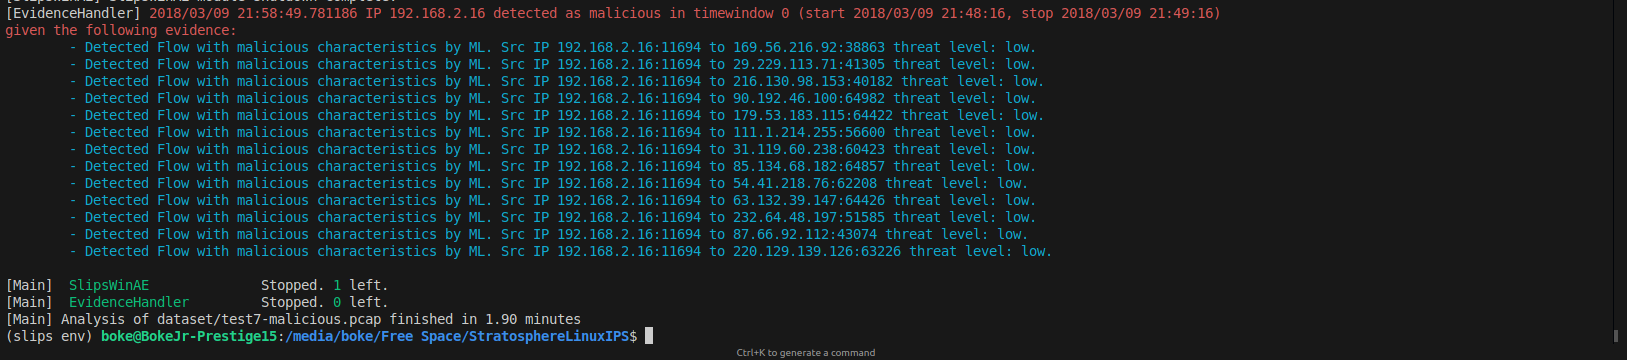 [EvidenceHandler] 2018/03/09 21:58:49.781186 IP 192.168.2.16 detected as malicious in timewindow 0 (start 2018/03/09 21:48:16, stop 2018/03/09 21:49:16)
given the following evidence:
- Detected Flow with malicious characteristics by ML. Src IP 192.168.2.16:11694 to 169.56.216.92:38863 threat level: low.
- Detected Flow with malicious characteristics by ML. Src IP 192.168.2.16:11694 to 29.229.113.71:41305 threat level: low.
- Detected Flow with malicious characteristics by ML. Src IP 192.168.2.16:11694 to 216.130.98.153:40182 threat level: low.
- Detected Flow with malicious characteristics by ML. Src IP 192.168.2.16:11694 to 90.192.46.100:64982 threat level: low.
- Detected Flow with malicious characteristics by ML. Src IP 192.168.2.16:11694 to 179.53.183.115:64422 threat level: low.
- Detected Flow with malicious characteristics by ML. Src IP 192.168.2.16:11694 to 111.1.214.255:56600 threat level: low.
- Detected Flow with malicious characteristics by ML. Src IP 192.168.2.16:11694 to 31.119.60.238:60423 threat level: low.
- Detected Flow with malicious characteristics by ML. Src IP 192.168.2.16:11694 to 85.134.68.182:64857 threat level: low.
- Detected Flow with malicious characteristics by ML. Src IP 192.168.2.16:11694 to 54.41.218.76:62208 threat level: low.
- Detected Flow with malicious characteristics by ML. Src IP 192.168.2.16:11694 to 63.132.39.147:64426 threat level: low.
- Detected Flow with malicious characteristics by ML. Src IP 192.168.2.16:11694 to 232.64.48.197:51585 threat level: low.
- Detected Flow with malicious characteristics by ML. Src IP 192.168.2.16:11694 to 87.66.92.112:43074 threat level: low.
- Detected Flow with malicious characteristics by ML. Src IP 192.168.2.16:11694 to 220.129.139.126:63226 threat level: low.
[Main] SlipsWinAE Stopped. 1 left.
[Main] EvidenceHandler Stopped. 0 left.
[Main] Analysis of dataset/test7-malicious.pcap finished in 1.90 minutes
(slips env) boke@BokeJr-Prestige15:/media/boke/Free Space/StratosphereLinuxIPS$
Ctrl+K to generate a command